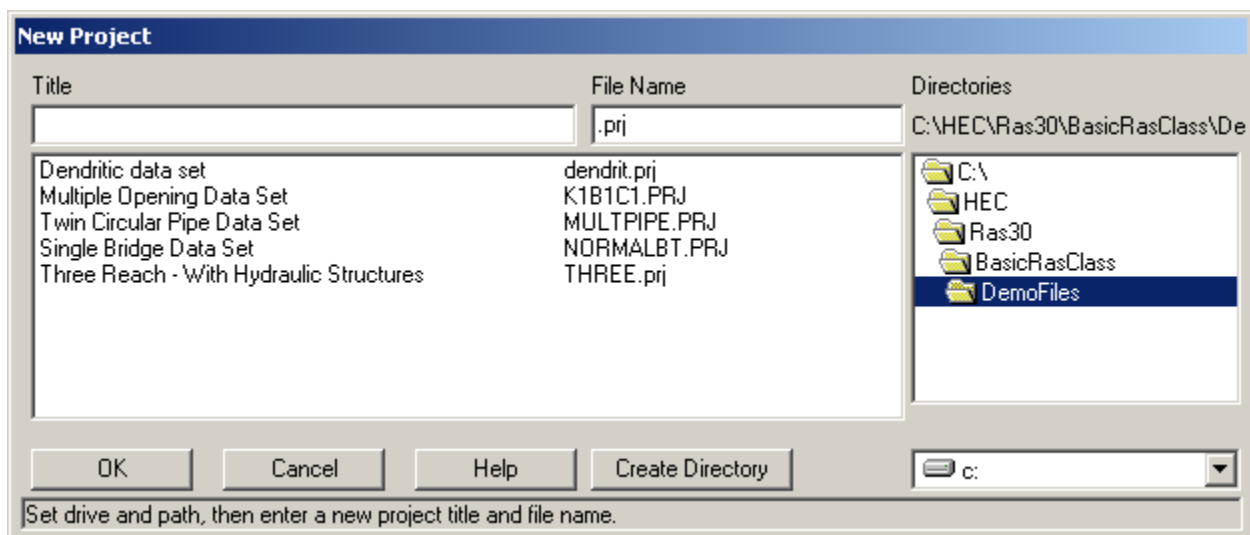 New Project
Title File Name Directories
.prj C:\HEC\Ras30\BasicRasClass\De
Dendritic data set dendrit.prj
Multiple Opening Data Set K1B1C1.PRJ
Twin Circular Pipe Data Set MULTPIPE.PRJ
Single Bridge Data Set NORMALBT.PRJ
Three Reach - With Hydraulic Structures THREE.prj
C:\
HEC
Ras30
BasicRasClass
DemoFiles
OK Cancel Help Create Directory c:
Set drive and path, then enter a new project title and file name.